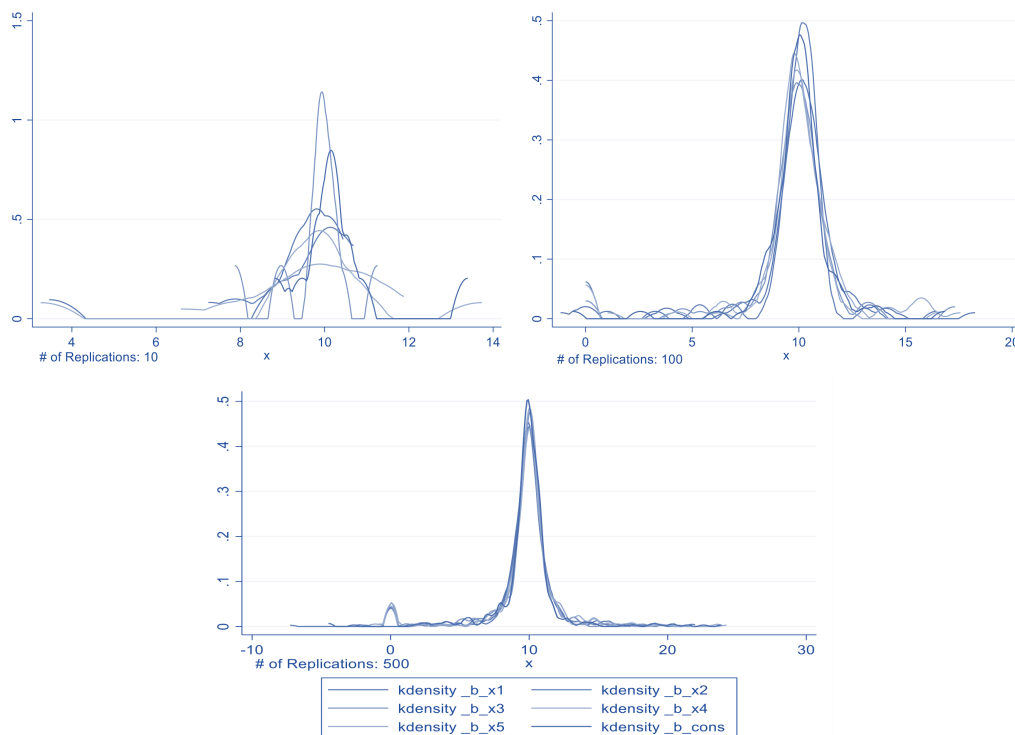 1.5
1
.5
0
4 6 8 10 12 14
x
# of Replications: 10
.5
.4
.3
.2
.1
0
0 5 10 15 20
x
# of Replications: 100
.5
.4
.3
.2
.1
0
-10 0 10 20 30
x
# of Replications: 500
kdensity _b_x1 kdensity _b_x2
kdensity _b_x3 kdensity _b_x4
kdensity _b_x5 kdensity _b_cons